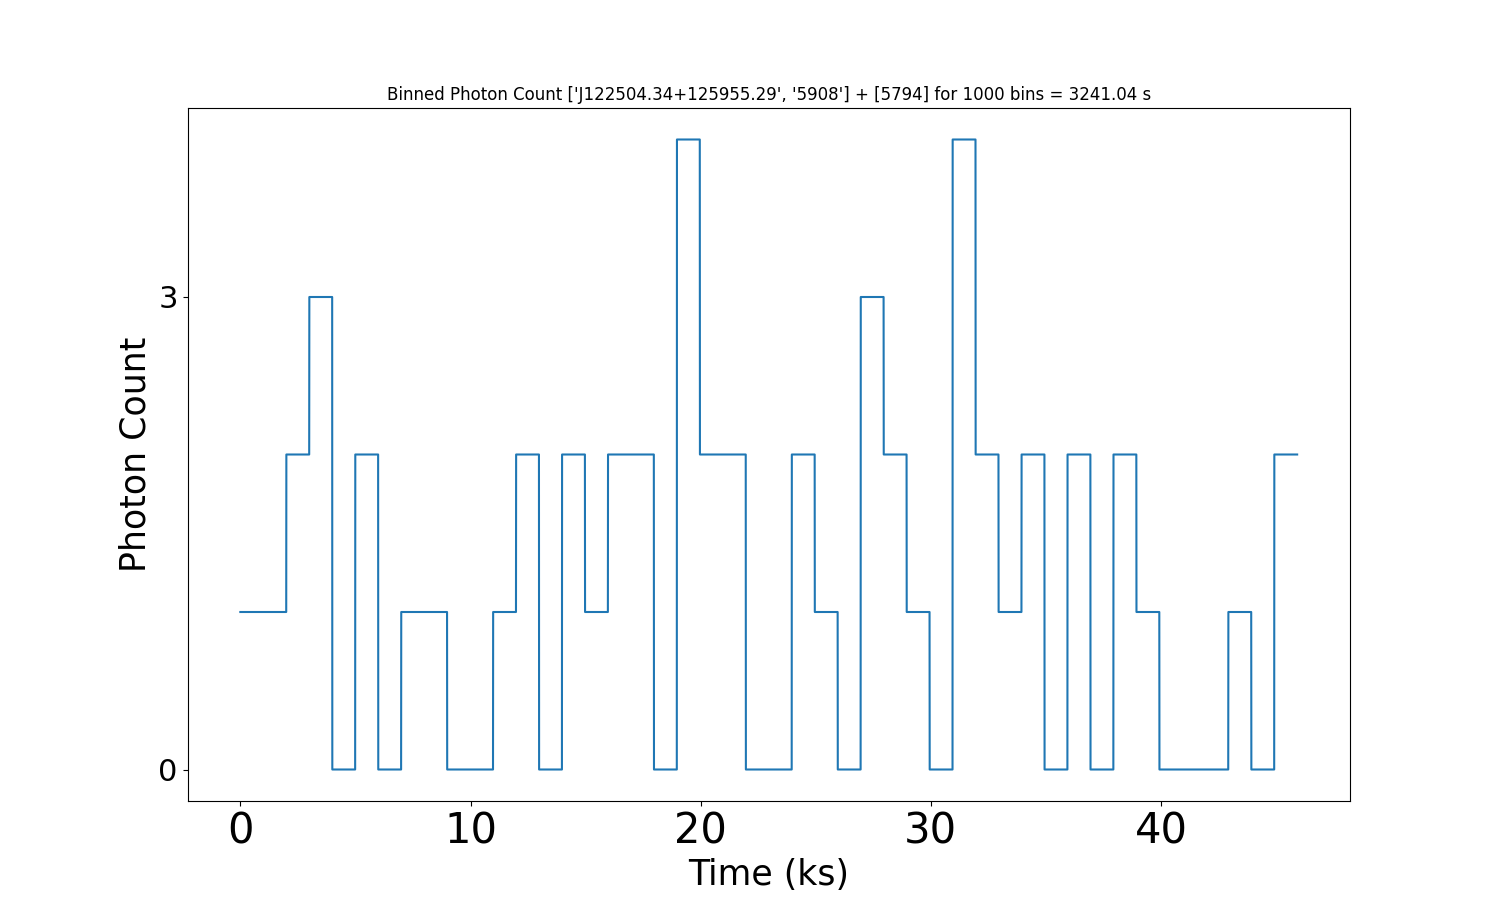 Binned Photon Count ['J122504.34+125955.29', '5908'] + [5794] for 1000 bins = 3241.04 s
Photon Count
3
0
0 10 20 30 40
Time (ks)